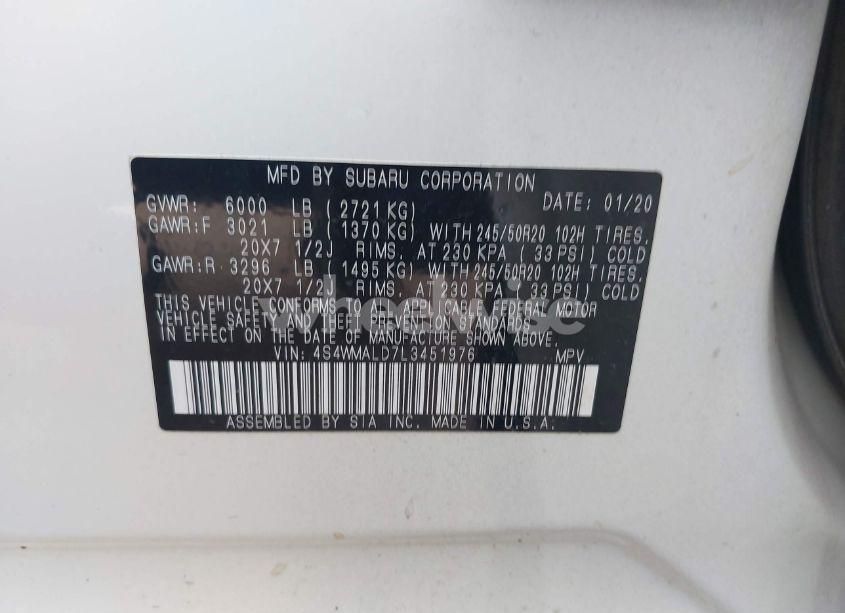 MFD BY SUBARU CORPORATION
GVWR: 6000 LB ( 2721 KG) DATE: 01/20
GAWR:F 3021 LB ( 1370 KG) WITH 245/50R20 102H TIRES.
20X7 1/2J RIMS. AT 230 KPA ( 33 PSI) COLD
GAWR:R 3296 LB ( 1495 KG) WITH 245/50R20 102H TIRES.
20X7 1/2J RIMS. AT 230 KPA ( 33 PSI) COLD
THIS VEHICLE CONFORMS TO ALL APPLICABLE FEDERAL MOTOR
VEHICLE SAFETY AND THEFT PREVENTION STANDARDS
IN EFFECT ON THE DATE OF MANUFACTURE SHOWN ABOVE.
VIN: 4S4WMALD7L3451976 MPV
ASSEMBLED BY SIA INC. MADE IN U.S.A.
wheelwise